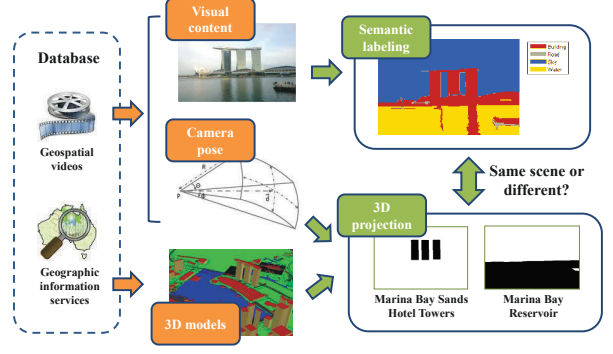 Database
Geospatial
videos
Geographic
information
services
Visual
content
Camera
pose
R
θ
P
d
3D models
Semantic
labeling
Building
Road
Sky
Water
Same scene or
different?
3D
projection
Marina Bay Sands
Hotel Towers
Marina Bay
Reservoir